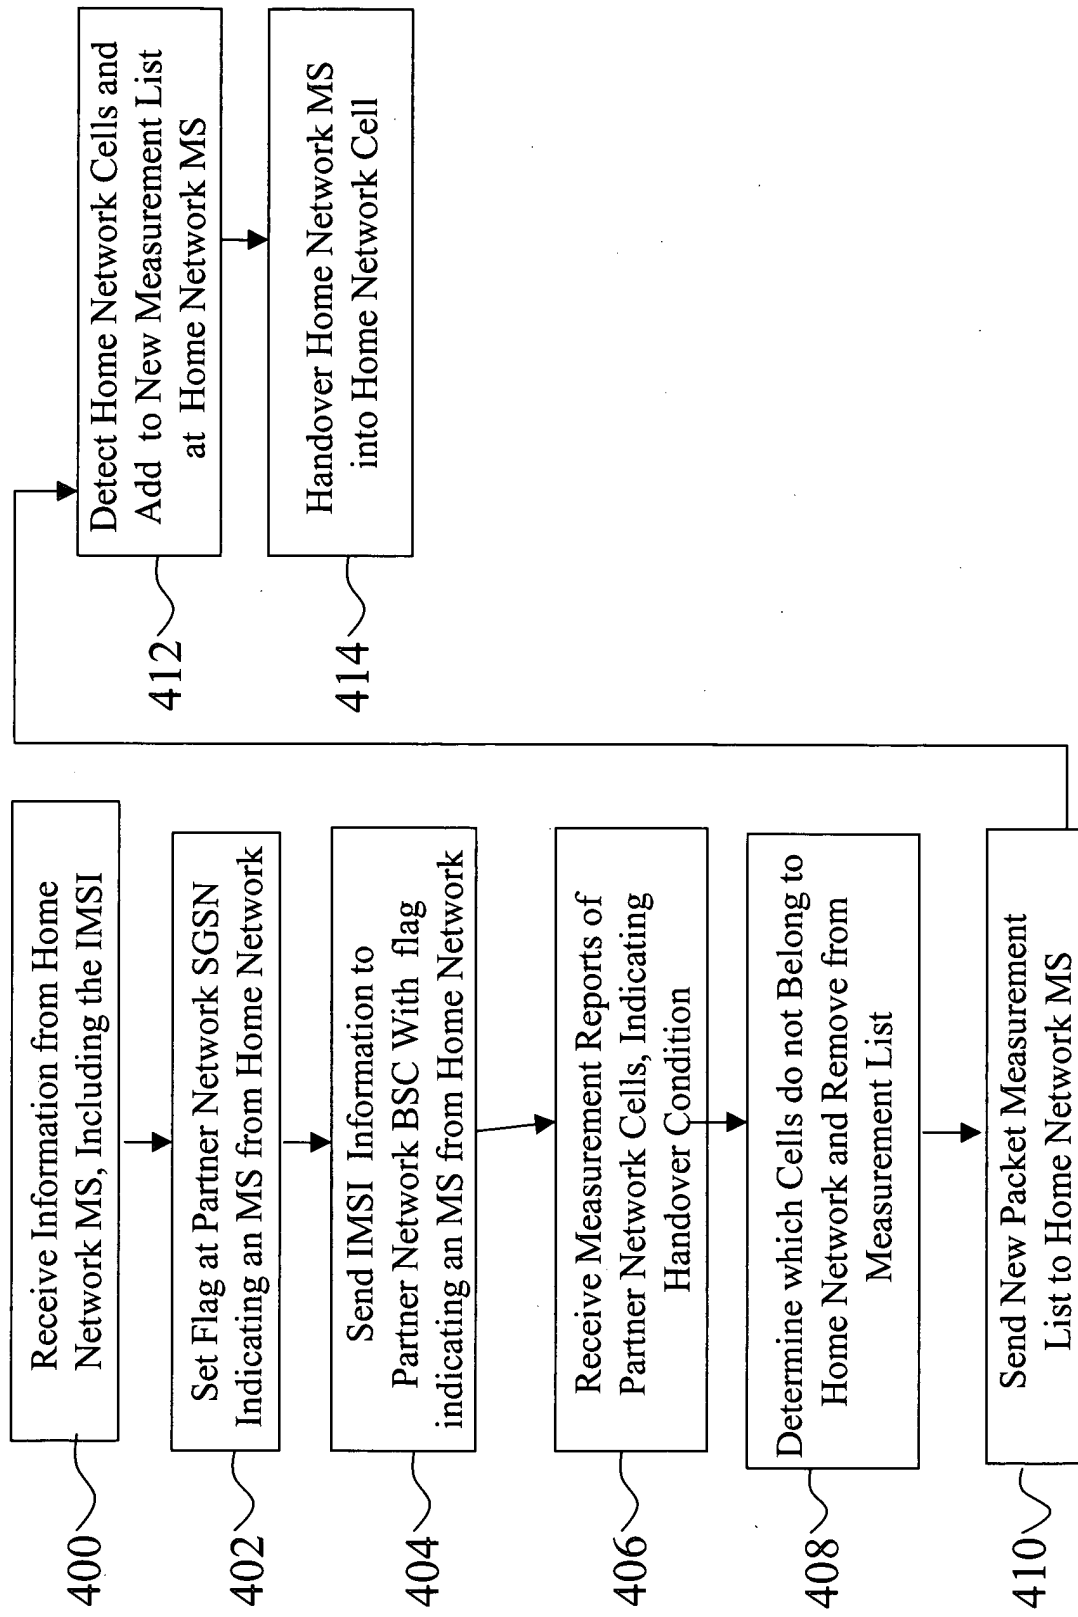 Receive Information from Home
Network MS, Including the IMSI
400
Set Flag at Partner Network SGSN
Indicating an MS from Home Network
402
Send IMSI Information to
Partner Network BSC With flag
indicating an MS from Home Network
404
Receive Measurement Reports of
Partner Network Cells, Indicating
Handover Condition
406
Determine which Cells do not Belong to
Home Network and Remove from
Measurement List
408
Send New Packet Measurement
List to Home Network MS
410
Detect Home Network Cells and
Add to New Measurement List
at Home Network MS
412
Handover Home Network MS
into Home Network Cell
414